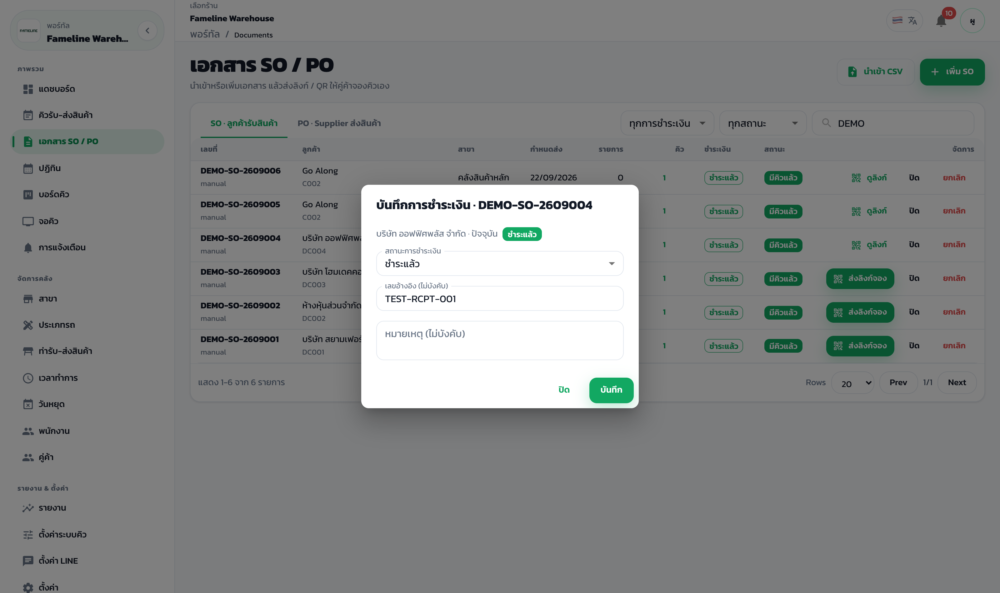 FAMELINE
พอร์ทัล
Fameline Wareh...
ภาพรวม
แดชบอร์ด
คิวรับ-ส่งสินค้า
เอกสาร SO / PO
ปฏิทิน
บอร์ดคิว
จอคิว
การแจ้งเตือน
จัดการคลัง
สาขา
ประเภทรถ
ท่ารับ-ส่งสินค้า
เวลาทำการ
วันหยุด
พนักงาน
คู่ค้า
รายงาน & ตั้งค่า
รายงาน
ตั้งค่าระบบคิว
ตั้งค่า LINE
ตั้งค่า
เลือกร้าน
Fameline Warehouse
พอร์ทัล / Documents
10
ผู
เอกสาร SO / PO
นำเข้าหรือเพิ่มเอกสาร แล้วส่งลิงก์ / QR ให้คู่ค้าจองคิวเอง
นำเข้า CSV
+ เพิ่ม SO
SO · ลูกค้ารับสินค้า
PO · Supplier ส่งสินค้า
ทุกการชำระเงิน
ทุกสถานะ
DEMO
เลขที่ ลูกค้า สาขา กำหนดส่ง รายการ คิว ชำระเงิน สถานะ จัดการ
DEMO-SO-2609006 Go Along คลังสินค้าหลัก 22/09/2026 0 1 ชำระแล้ว มีคิวแล้ว ดูลิงก์ ปิด ยกเลิก
manual C002
DEMO-SO-2609005 Go Along 1 ชำระแล้ว มีคิวแล้ว ดูลิงก์ ปิด ยกเลิก
manual C002
DEMO-SO-2609004 บริษัท ออฟฟิศพล 1 ชำระแล้ว มีคิวแล้ว ดูลิงก์ ปิด ยกเลิก
manual DC004
DEMO-SO-2609003 บริษัท โฮมเดคคอ 1 ชำระแล้ว มีคิวแล้ว ส่งลิงก์จอง ปิด ยกเลิก
manual DC003
DEMO-SO-2609002 ห้างหุ้นส่วนจำกัด 1 ชำระแล้ว มีคิวแล้ว ส่งลิงก์จอง ปิด ยกเลิก
manual DC002
DEMO-SO-2609001 บริษัท สยามเฟอร์ 1 ชำระแล้ว มีคิวแล้ว ส่งลิงก์จอง ปิด ยกเลิก
manual DC001
แสดง 1-6 จาก 6 รายการ
Rows 20 Prev 1/1 Next
บันทึกการชำระเงิน · DEMO-SO-2609004
บริษัท ออฟฟิศพลัส จำกัด · ปัจจุบัน ชำระแล้ว
สถานะการชำระเงิน
ชำระแล้ว
เลขอ้างอิง (ไม่บังคับ)
TEST-RCPT-001
หมายเหตุ (ไม่บังคับ)
ปิด
บันทึก